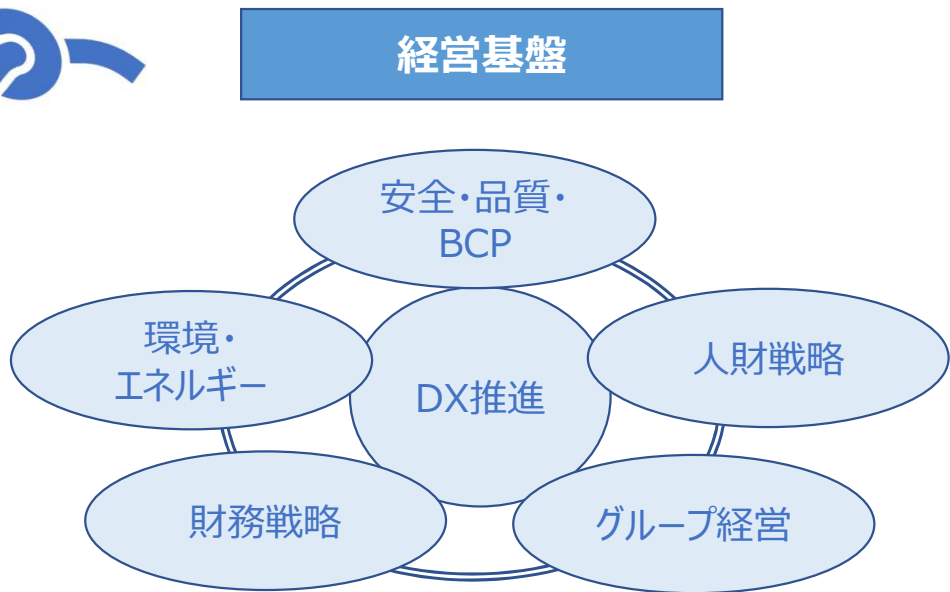 経営基盤
安全・品質・
BCP
環境・
エネルギー
人財戦略
DX推進
財務戦略
グループ経営